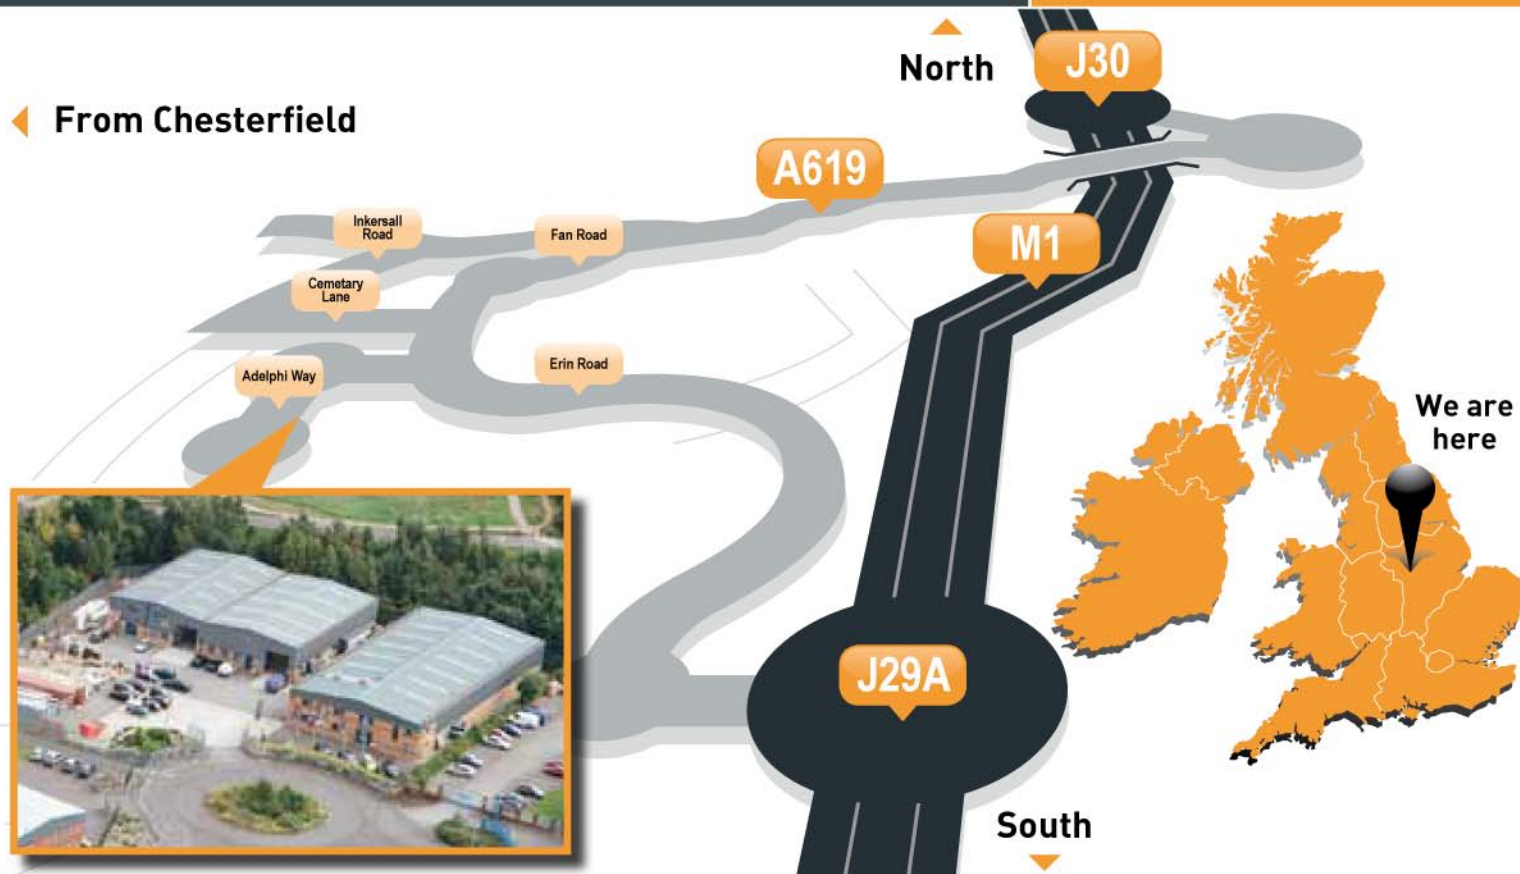 North
J30
From Chesterfield
A619
Inkersall
Road
Fan Road
M1
Cemetary
Lane
Adelphi Way
Erin Road
We are
here
J29A
South